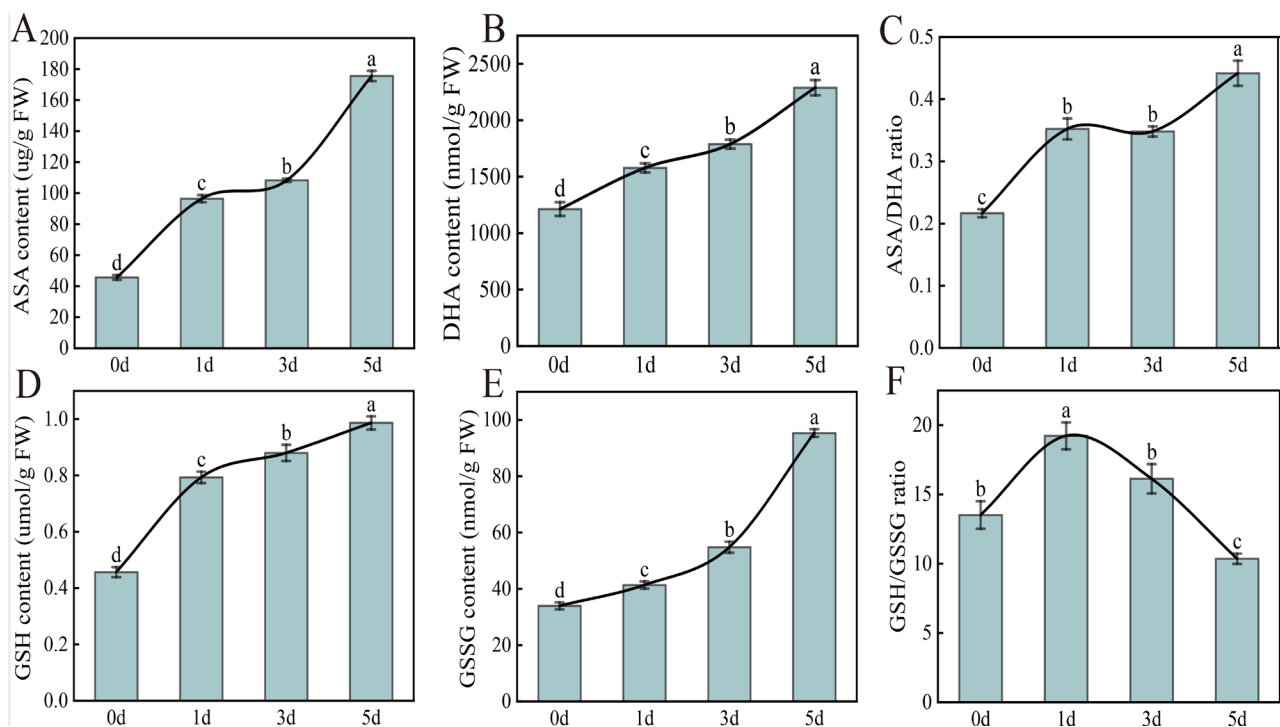 A
ASA content (ug/g FW)
200
180
160
140
120
100
80
60
40
20
0
d
c
b
a
0d 1d 3d 5d
B
DHA content (nmol/g FW)
2500
2000
1500
1000
500
0
d
c
b
a
0d 1d 3d 5d
C
ASA/DHA ratio
0.5
0.4
0.3
0.2
0.1
0.0
c
b
b
a
0d 1d 3d 5d
D
GSH content (umol/g FW)
1.0
0.8
0.6
0.4
0.2
0.0
d
c
b
a
0d 1d 3d 5d
E
GSSG content (nmol/g FW)
100
80
60
40
20
0
d
c
b
a
0d 1d 3d 5d
F
GSH/GSSG ratio
20
15
10
5
0
b
a
b
c
0d 1d 3d 5d